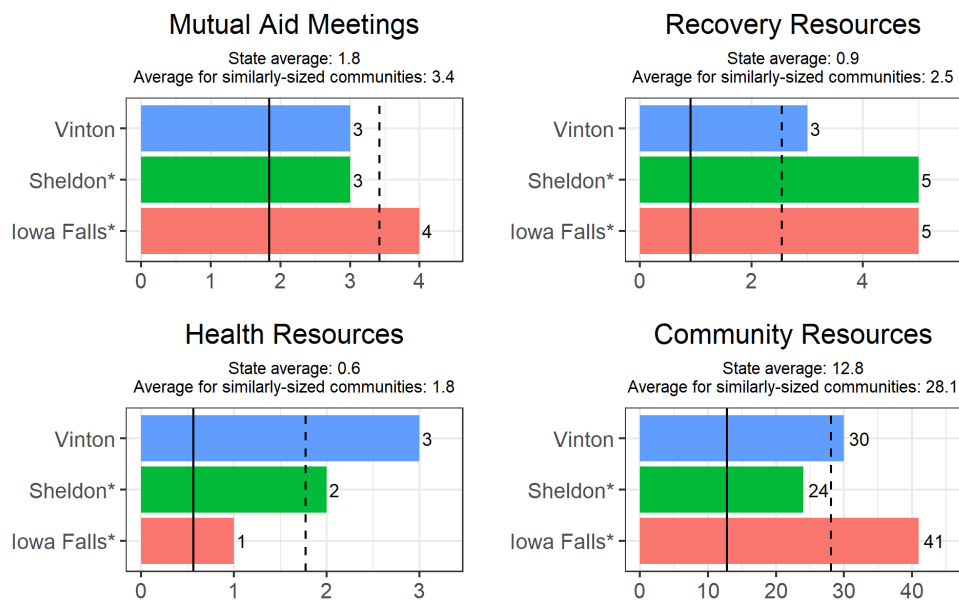 Mutual Aid Meetings
State average: 1.8
Average for similarly-sized communities: 3.4
Vinton
3
Sheldon*
3
Iowa Falls*
4
0 1 2 3 4
Recovery Resources
State average: 0.9
Average for similarly-sized communities: 2.5
Vinton
3
Sheldon*
5
Iowa Falls*
5
0 2 4
Health Resources
State average: 0.6
Average for similarly-sized communities: 1.8
Vinton
3
Sheldon*
2
Iowa Falls*
1
0 1 2 3
Community Resources
State average: 12.8
Average for similarly-sized communities: 28.1
Vinton
30
Sheldon*
24
Iowa Falls*
41
0 10 20 30 40